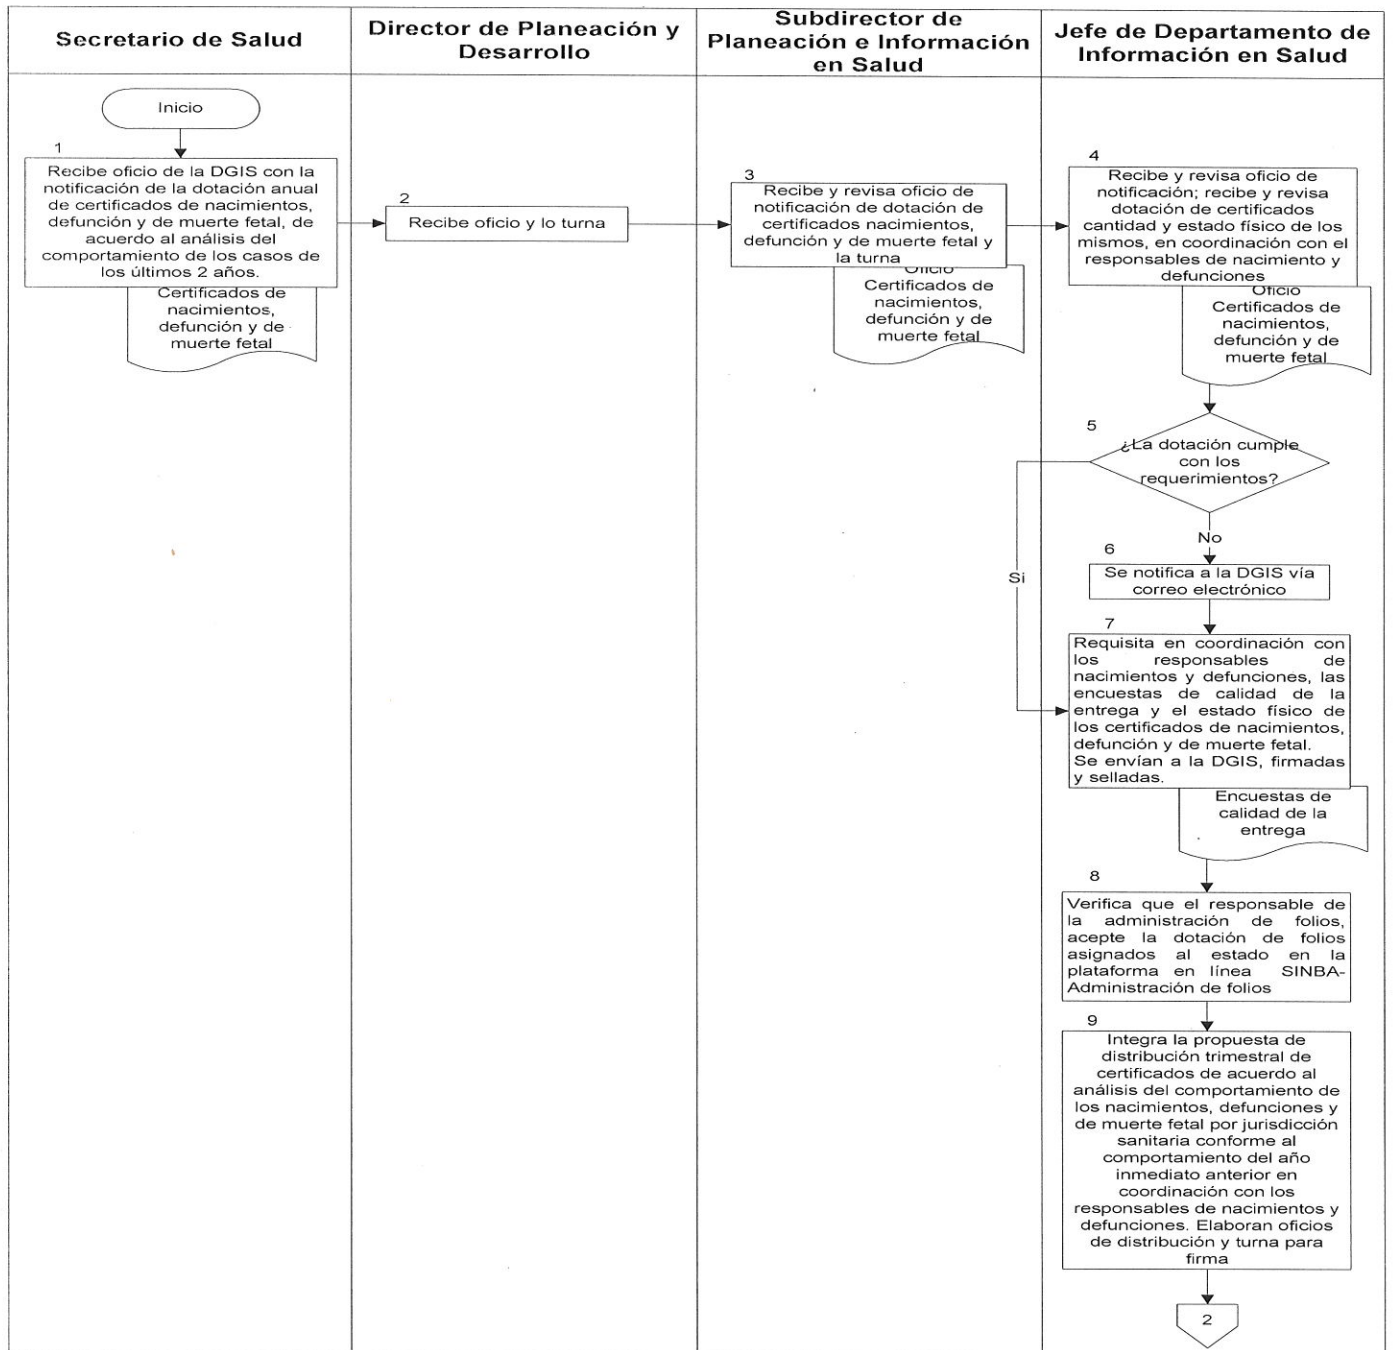 Secretario de Salud
Director de Planeación y
Desarrollo
Subdirector de
Planeación e Información
en Salud
Jefe de Departamento de
Información en Salud
Inicio
1
Recibe oficio de la DGIS con la
notificación de la dotación anual
de certificados de nacimientos,
defunción y de muerte fetal, de
acuerdo al análisis del
comportamiento de los casos de
los últimos 2 años.
Certificados de
nacimientos,
defunción y de
muerte fetal
2
Recibe oficio y lo turna
3
Recibe y revisa oficio de
notificación de dotación de
certificados nacimientos,
defunción y de muerte fetal y
la turna
Oficio
Certificados de
nacimientos,
defunción y de
muerte fetal
4
Recibe y revisa oficio de
notificación; recibe y revisa
dotación de certificados
cantidad y estado físico de los
mismos, en coordinación con el
responsables de nacimiento y
defunciones
Oficio
Certificados de
nacimientos,
defunción y de
muerte fetal
5
¿La dotación cumple
con los
requerimientos?
No
Si
6
Se notifica a la DGIS vía
correo electrónico
7
Requisita en coordinación con
los responsables de
nacimientos y defunciones, las
encuestas de calidad de la
entrega y el estado físico de
los certificados de nacimientos,
defunción y de muerte fetal.
Se envían a la DGIS, firmadas
y selladas.
Encuestas de
calidad de la
entrega
8
Verifica que el responsable de
la administración de folios,
acepte la dotación de folios
asignados al estado en la
plataforma en línea SINBA-
Administración de folios
9
Integra la propuesta de
distribución trimestral de
certificados de acuerdo al
análisis del comportamiento de
los nacimientos, defunciones y
de muerte fetal por jurisdicción
sanitaria conforme al
comportamiento del año
inmediato anterior en
coordinación con los
responsables de nacimientos y
defunciones. Elaboran oficios
de distribución y turna para
firma
2